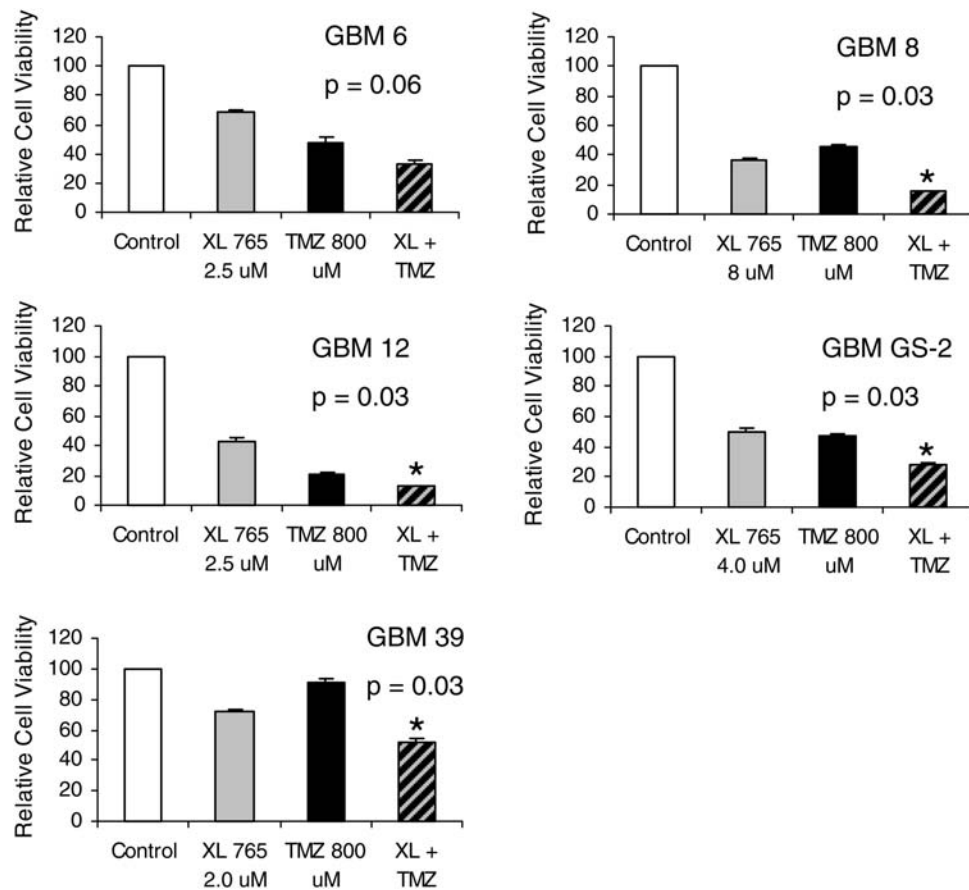 Relative Cell Viability
120
100
80
60
40
20
0
GBM 6
p = 0.06
Control XL 765 TMZ 800 XL +
2.5 uM uM TMZ
Relative Cell Viability
120
100
80
60
40
20
0
GBM 8
p = 0.03
*
Control XL 765 TMZ 800 XL +
8 uM uM TMZ
Relative Cell Viability
120
100
80
60
40
20
0
GBM 12
p = 0.03
*
Control XL 765 TMZ 800 XL +
2.5 uM uM TMZ
Relative Cell Viability
120
100
80
60
40
20
0
GBM GS-2
p = 0.03
*
Control XL 765 TMZ 800 XL +
4.0 uM uM TMZ
Relative Cell Viability
120
100
80
60
40
20
0
GBM 39
p = 0.03
*
Control XL 765 TMZ 800 XL +
2.0 uM uM TMZ